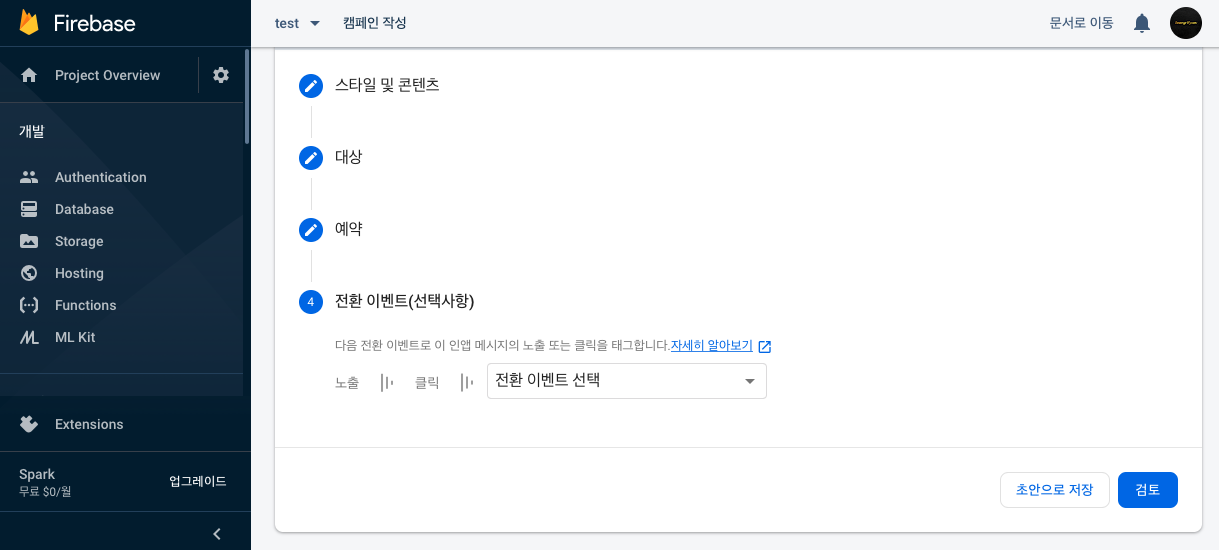 Firebase
Project Overview
개발
Authentication
Database
Storage
Hosting
Functions
ML Kit
Extensions
Spark
무료 $0/월
업그레이드
test
캠페인 작성
문서로 이동
스타일 및 콘텐츠
대상
예약
4 전환 이벤트(선택사항)
다음 전환 이벤트로 이 인앱 메시지의 노출 또는 클릭을 태그합니다.자세히 알아보기
노출 클릭 전환 이벤트 선택
초안으로 저장 검토